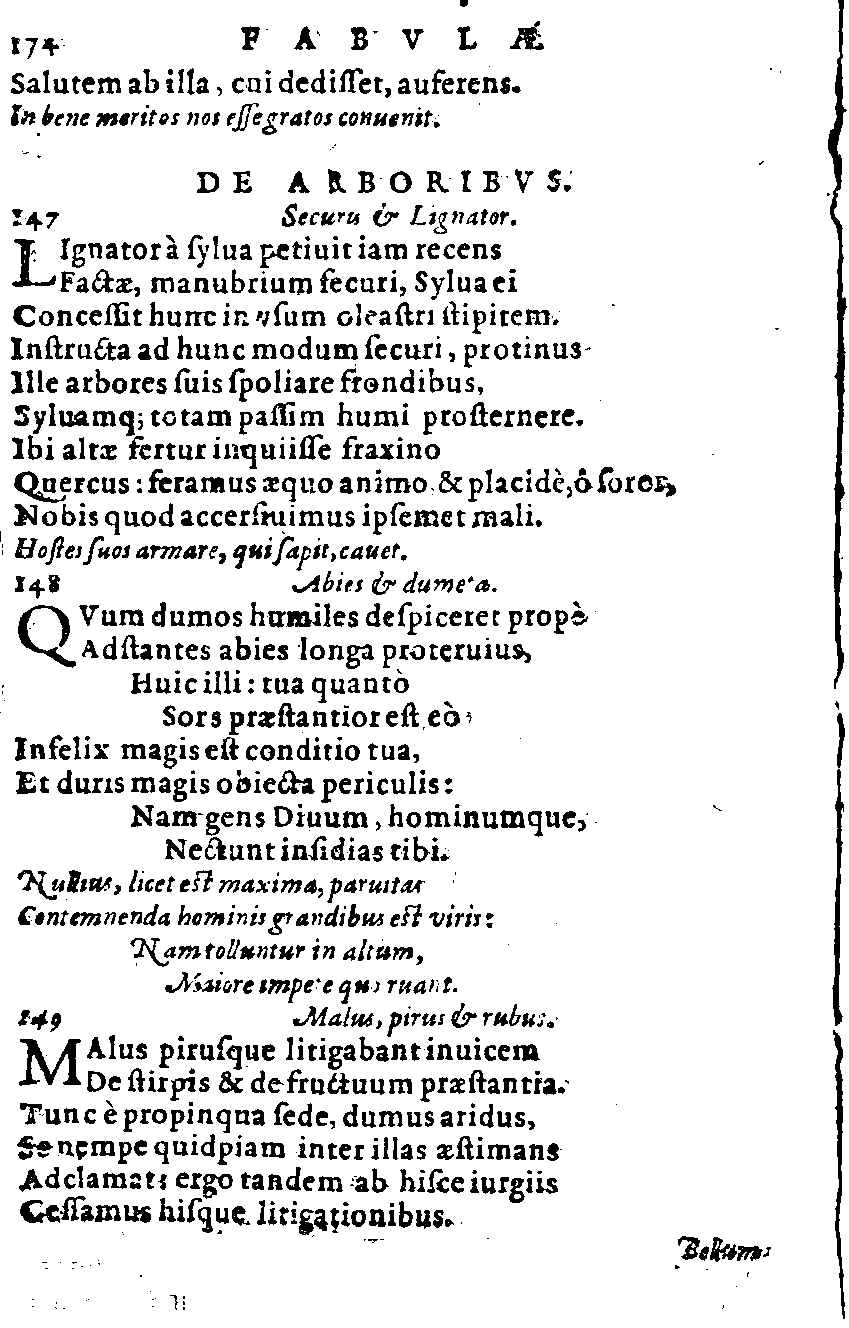 174 FABVLÆ
Salutem ab illa, cui dediſſet, auferens.
In bene meritos nos eſſe gratos conuenit.
DE ARBORIBVS.
147 Securis & Lignator.
LIgnator à ſylua petiuit iam recens
Factæ, manubrium ſecuri, Sylua ei
Conceſſit hunc in vſum oleaſtri ſtipitem.
Inſtructa ad hunc modum ſecuri, protinus
Ille arbores ſuis ſpoliare frondibus,
Syluamq; totam paſſim humi proſternere.
Ibi altæ fertur inquiiſſe fraxino
Quercus: feramus æquo animo & placidè, ô ſoror,
Nobis quod accerſiuimus ipſemet mali.
Hoſtes ſuos armare, qui ſapit, cauet.
148 Abies & dumeta.
QVum dumos humiles deſpiceret propè
Adſtantes abies longa proteruius,
Huic illi: tua quantò
Sors præſtantior eſt, eò
Infelix magis eſt conditio tua,
Et duris magis obiecta periculis:
Nam gens Diuum, hominumque,
Nectunt inſidias tibi.
Nullius, licet eſt maxima, paruitas
Contemnenda hominis grandibus eſt viris:
Nam tolluntur in altum,
Maiore impete quo ruant.
149 Malus, pirus & rubus.
MAlus piruſque litigabant inuicem
De ſtirpis & de fructuum præſtantia.
Tunc è propinqua ſede, dumus aridus,
Se nempe quidpiam inter illas æſtimans
Adclamat: ergo tandem ab hiſce iurgiis
Ceſſamus hiſque litigationibus.
Bellum: